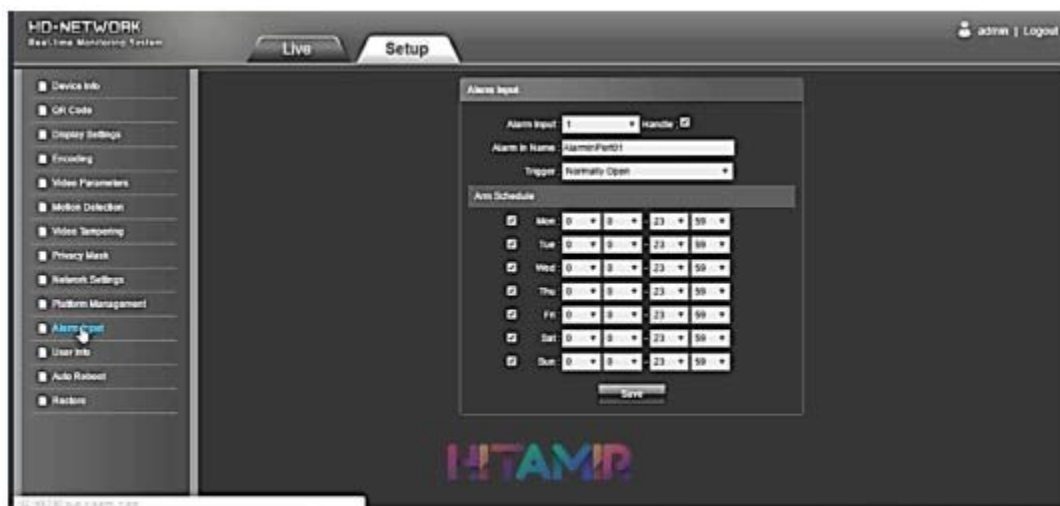 HD-NETWORK
Real-time Monitoring System
Live
Setup
admin | Logout
Device Info
QR Code
Display Settings
Encoding
Video Parameters
Motion Detection
Video Tampering
Privacy Mask
Network Settings
Platform Management
Alarm Input
User Info
Auto Reboot
Restore
Alarm Input
Alarm Input 1 Handle :
Alarm In Name AlarminPort01
Trigger Normally Open
Arm Schedule
Mon 0 0 - 23 59
Tue 0 0 - 23 59
Wed 0 0 - 23 59
Thu 0 0 - 23 59
Fri 0 0 - 23 59
Sat 0 0 - 23 59
Sun 0 0 - 23 59
Save
HITAMIR